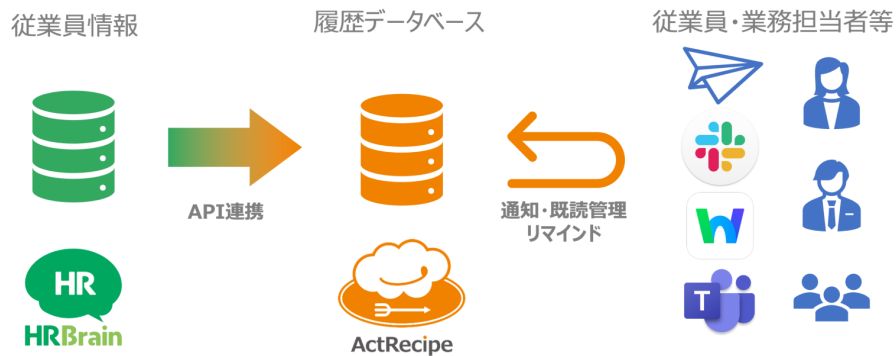 従業員情報
履歴データベース
従業員・業務担当者等
API連携
通知・既読管理
リマインド
HR
HRBrain
ActRecipe
T